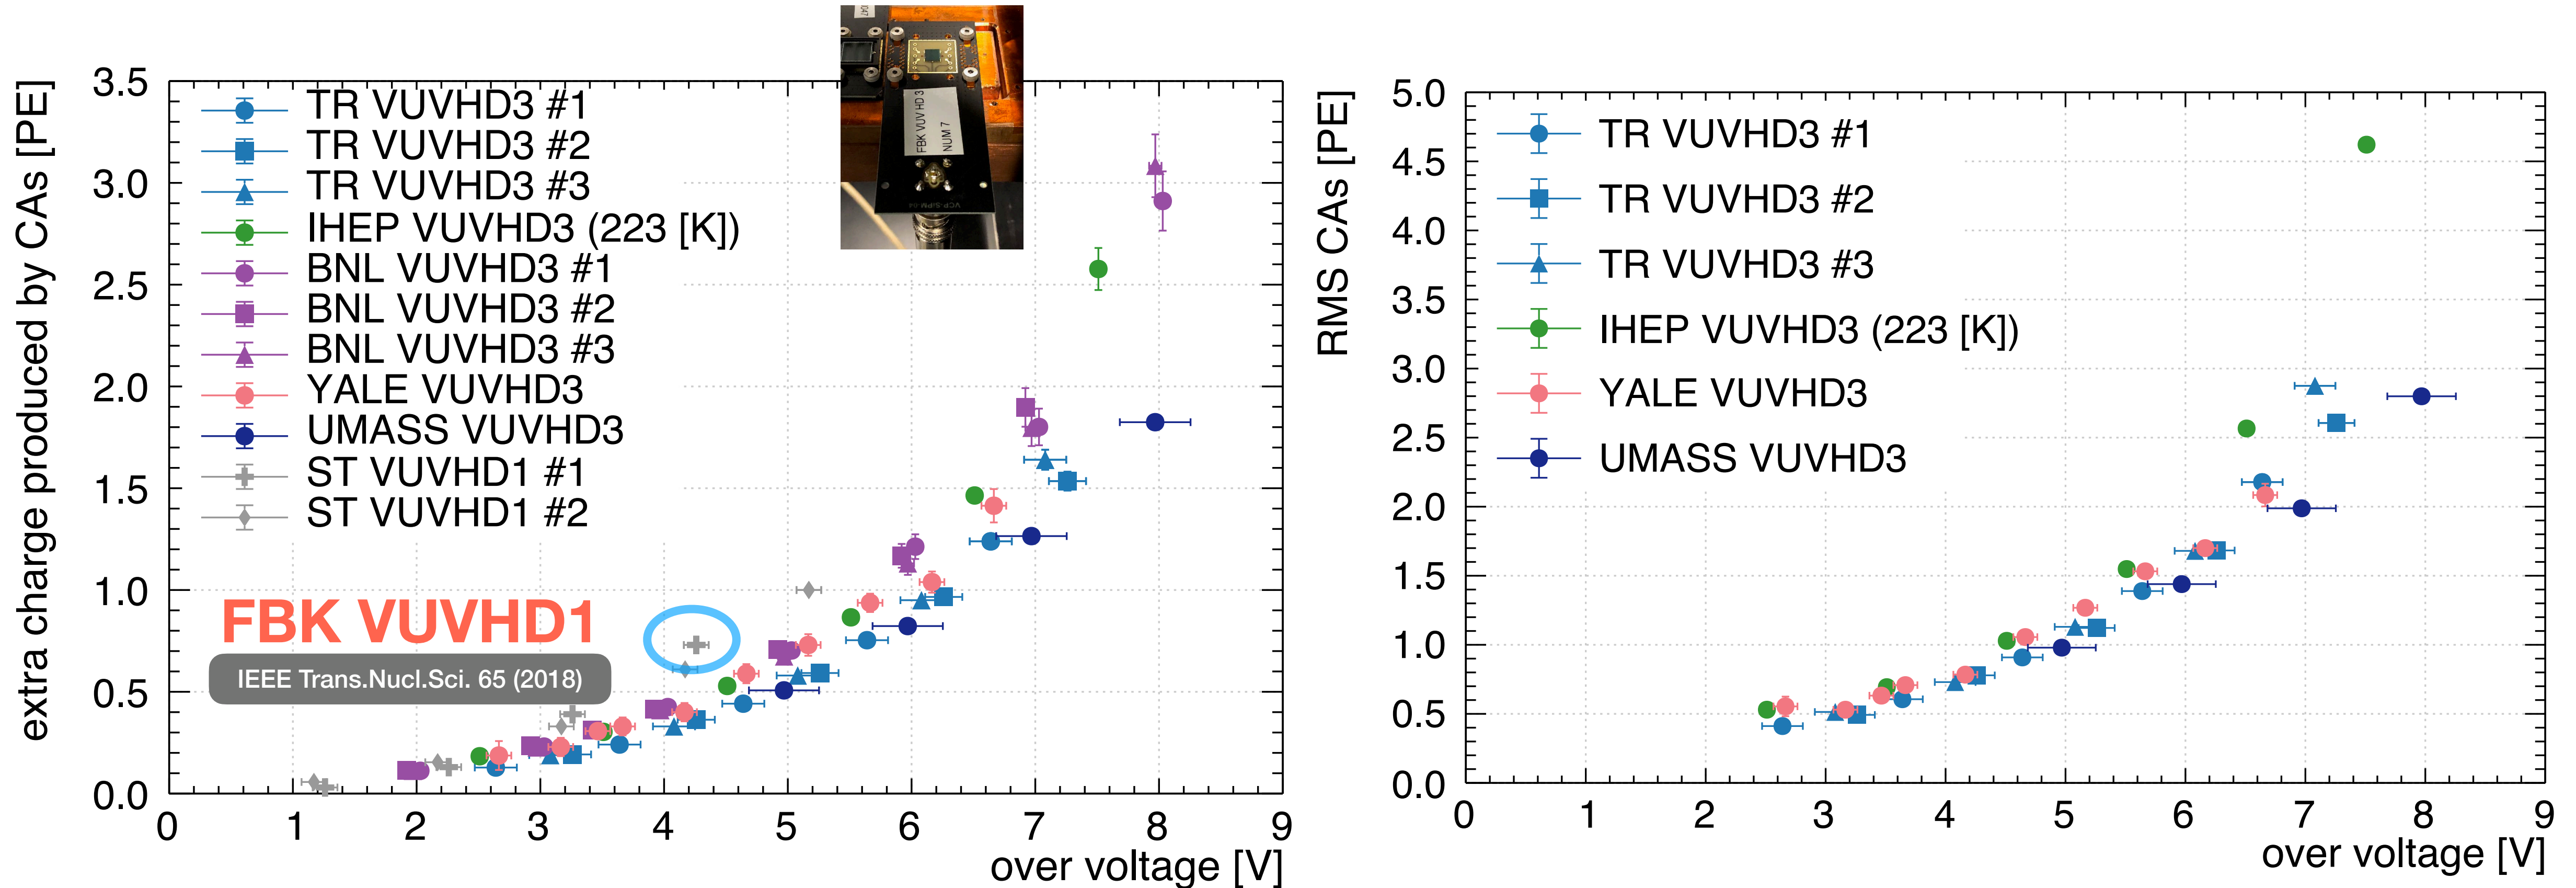 extra charge produced by CAs [PE]
3.5
3.0
2.5
2.0
1.5
1.0
0.5
0.0
TR VUVHD3 #1
TR VUVHD3 #2
TR VUVHD3 #3
IHEP VUVHD3 (223 [K])
BNL VUVHD3 #1
BNL VUVHD3 #2
BNL VUVHD3 #3
YALE VUVHD3
UMASS VUVHD3
ST VUVHD1 #1
ST VUVHD1 #2
FBK VUVHD1
IEEE Trans.Nucl.Sci. 65 (2018)
0 1 2 3 4 5 6 7 8 9
over voltage [V]
FBK VUV HD 3
NUM 7
RMS CAs [PE]
5.0
4.5
4.0
3.5
3.0
2.5
2.0
1.5
1.0
0.5
0.0
TR VUVHD3 #1
TR VUVHD3 #2
TR VUVHD3 #3
IHEP VUVHD3 (223 [K])
YALE VUVHD3
UMASS VUVHD3
0 1 2 3 4 5 6 7 8 9
over voltage [V]